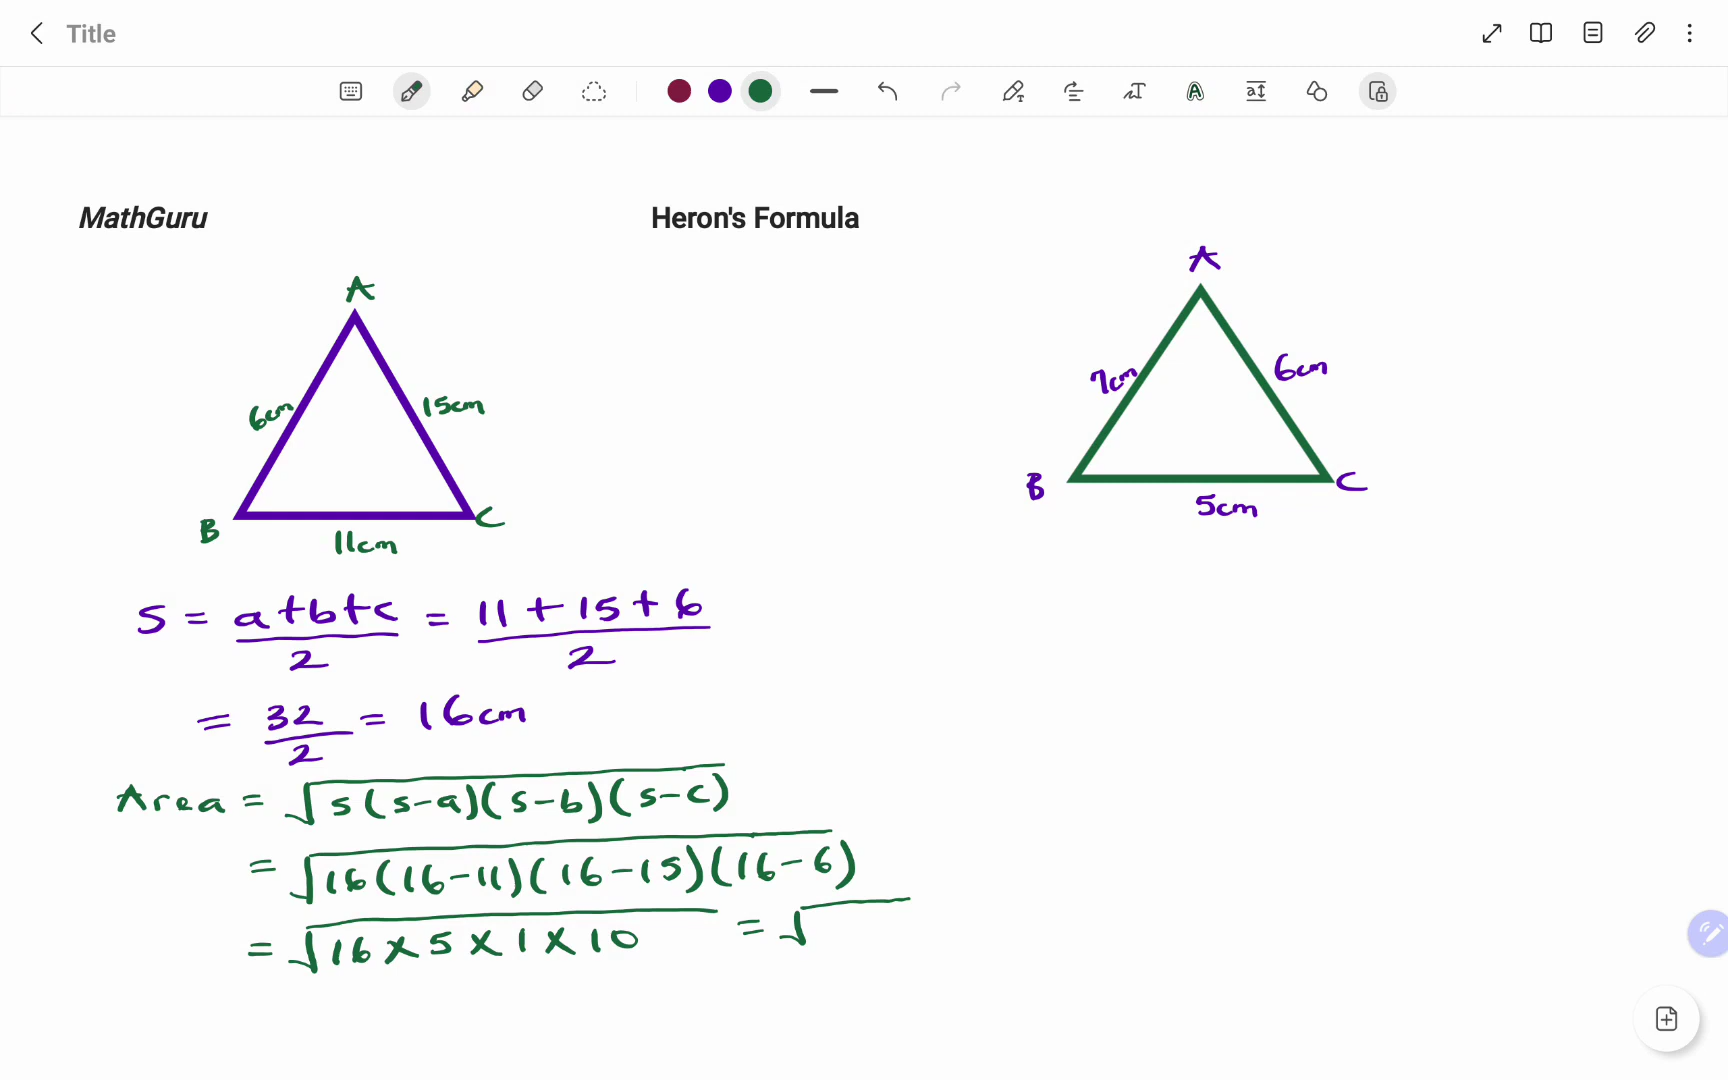 Title
MathGuru
Heron's Formula
A
6cm
15cm
B
C
11cm
A
7cm
6cm
B
C
5cm
S = a+b+c/2 = 11+15+6/2
= 32/2 = 16cm
Area = √s(s-a)(s-b)(s-c)
= √16(16-11)(16-15)(16-6)
= √16×5×1×10 = √